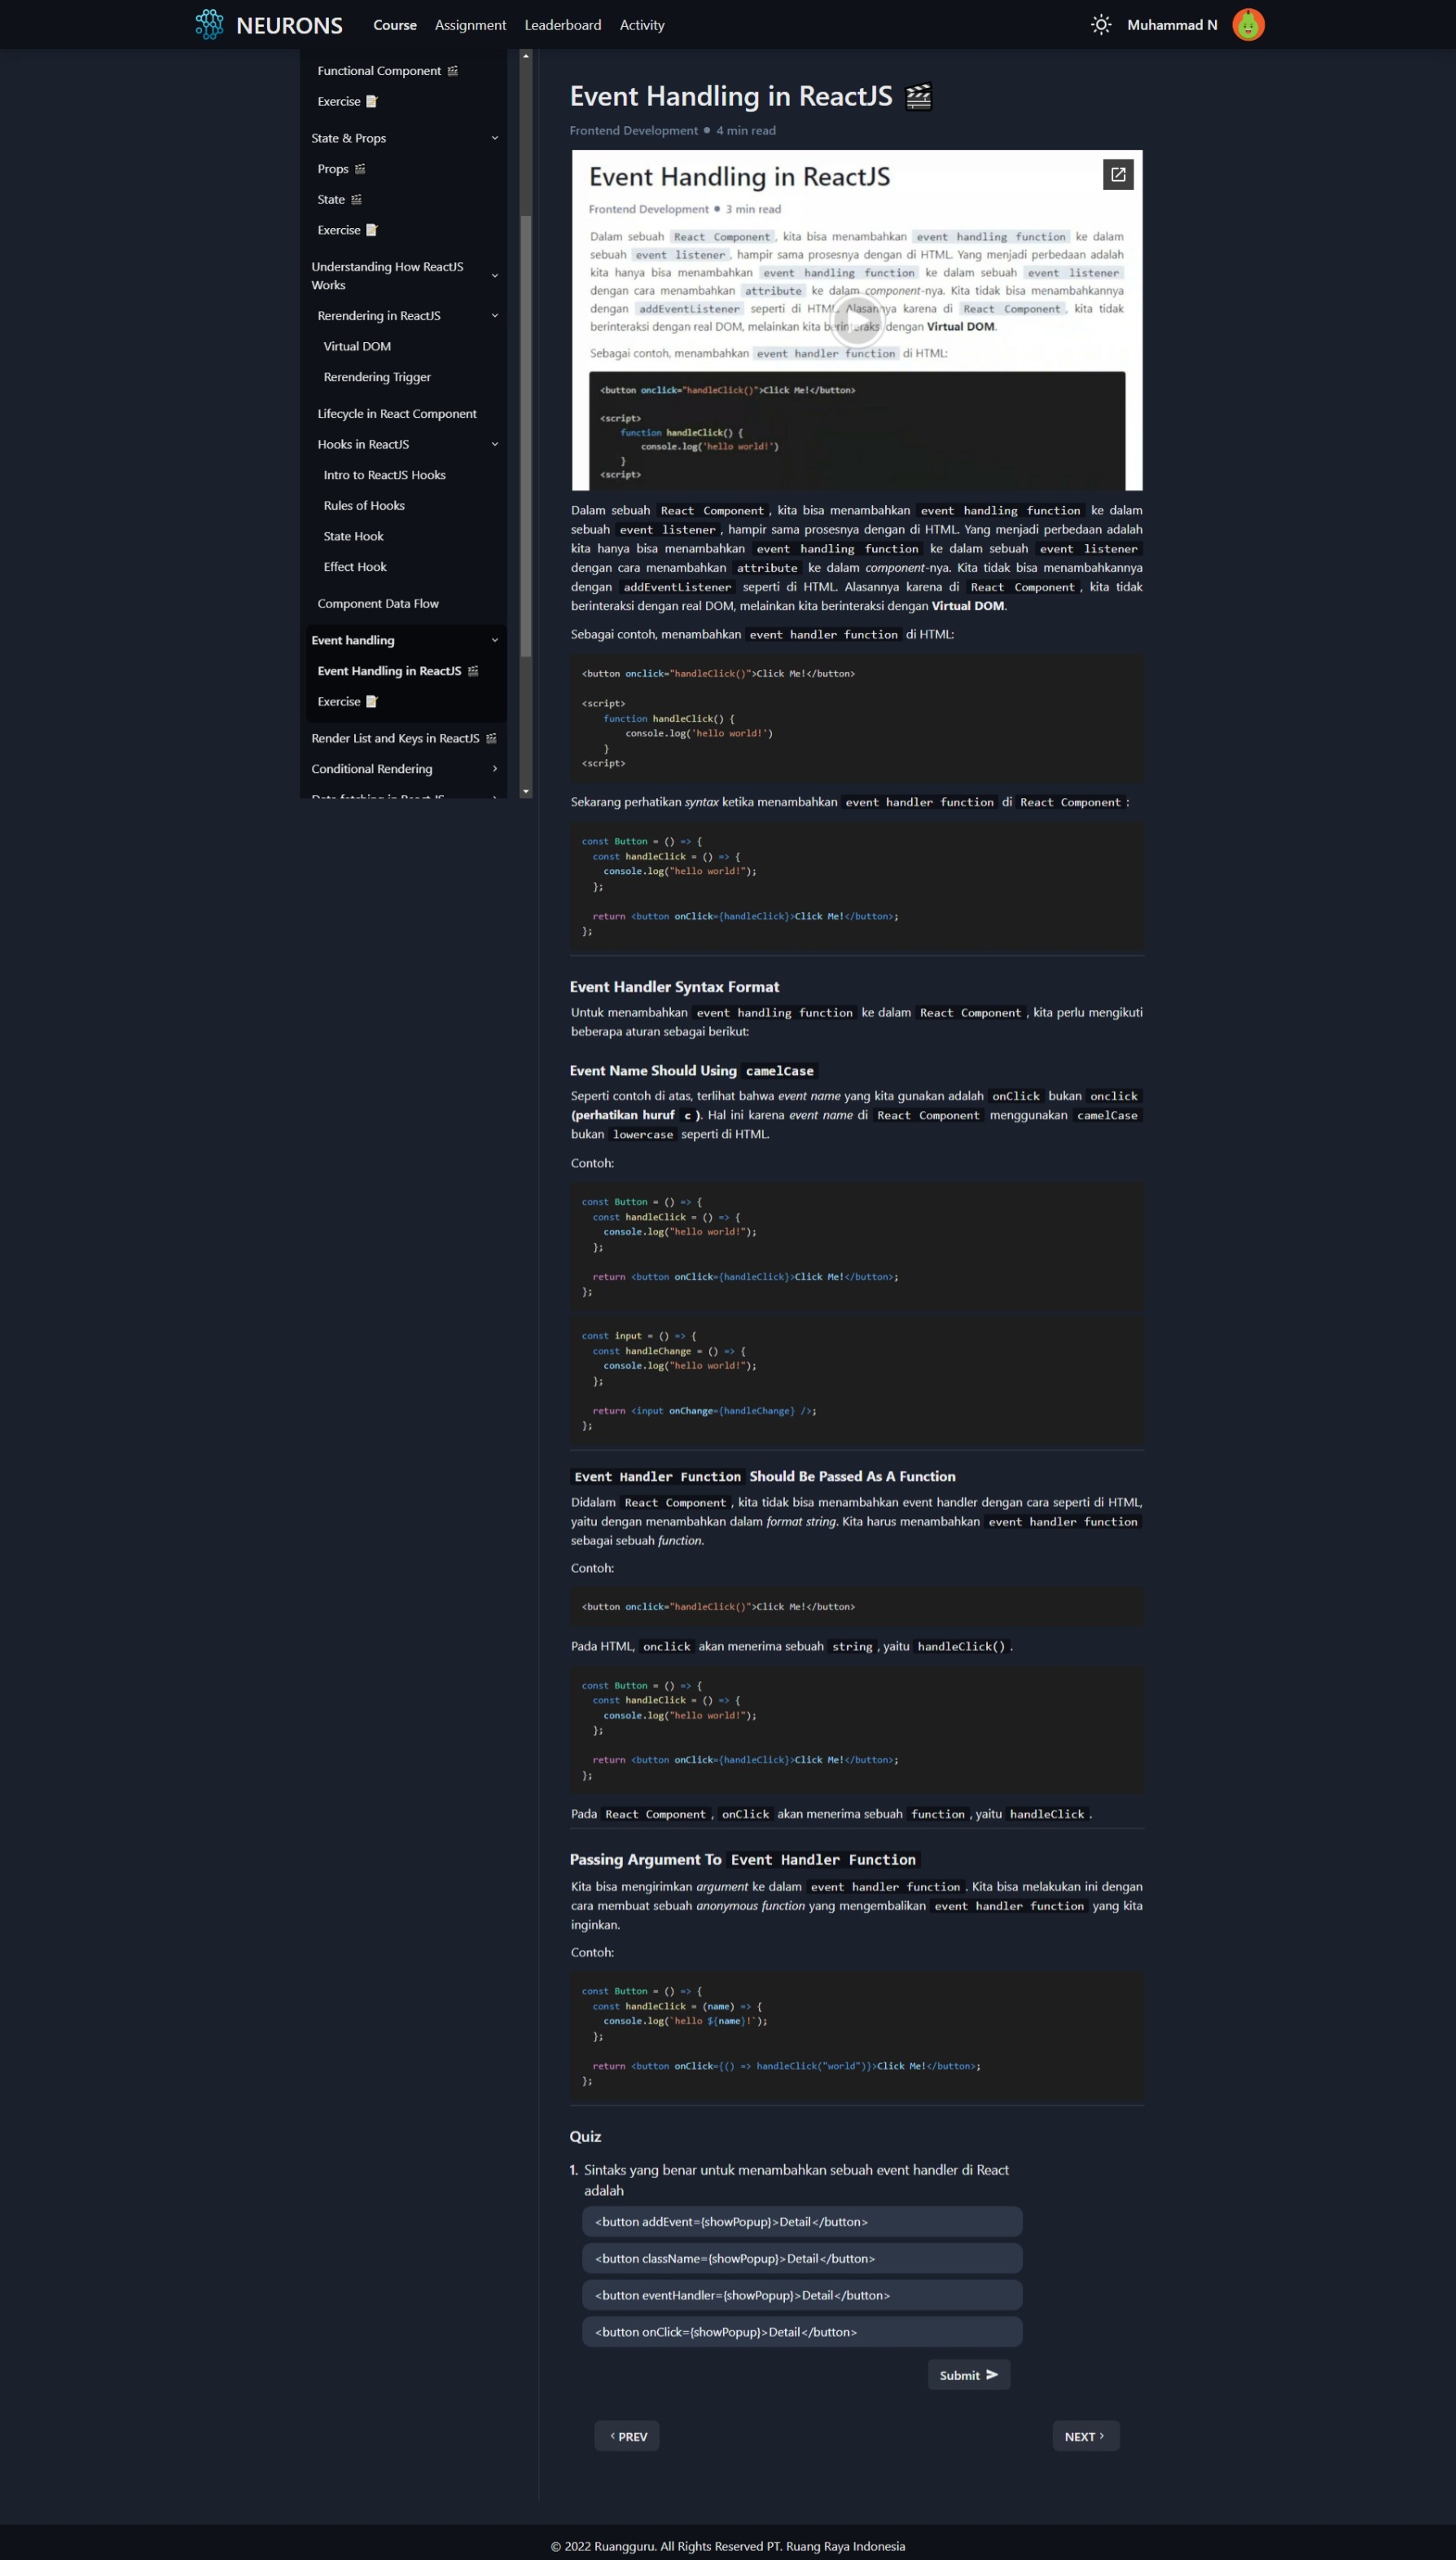 NEURONS
Course
Assignment
Leaderboard
Activity
Muhammad N
Functional Component 🎬
Exercise 📝
State & Props
Props 🎬
State 🎬
Exercise 📝
Understanding How ReactJS
Works
Rerendering in ReactJS
Virtual DOM
Rerendering Trigger
Lifecycle in React Component
Hooks in ReactJS
Intro to ReactJS Hooks
Rules of Hooks
State Hook
Effect Hook
Component Data Flow
Event handling
Event Handling in ReactJS 🎬
Exercise 📝
Render List and Keys in ReactJS 🎬
Conditional Rendering
Data fetching in React JS
Event Handling in ReactJS 🎬
Frontend Development ● 4 min read
Event Handling in ReactJS
Frontend Development ● 3 min read
Dalam sebuah React Component, kita bisa menambahkan event handling function ke dalam
sebuah event listener, hampir sama prosesnya dengan di HTML. Yang menjadi perbedaan adalah
kita hanya bisa menambahkan event handling function ke dalam sebuah event listener
dengan cara menambahkan attribute ke dalam component-nya. Kita tidak bisa menambahkannya
dengan addEventListener seperti di HTML. Alasannya karena di React Component, kita tidak
berinteraksi dengan real DOM, melainkan kita berinteraksi dengan Virtual DOM.
Sebagai contoh, menambahkan event handler function di HTML:
<button onclick="handleClick()">Click Me!</button>
<script>
function handleClick() {
console.log('hello world!')
}
<script>
Dalam sebuah React Component, kita bisa menambahkan event handling function ke dalam
sebuah event listener, hampir sama prosesnya dengan di HTML. Yang menjadi perbedaan adalah
kita hanya bisa menambahkan event handling function ke dalam sebuah event listener
dengan cara menambahkan attribute ke dalam component-nya. Kita tidak bisa menambahkannya
dengan addEventListener seperti di HTML. Alasannya karena di React Component, kita tidak
berinteraksi dengan real DOM, melainkan kita berinteraksi dengan Virtual DOM.
Sebagai contoh, menambahkan event handler function di HTML:
<button onclick="handleClick()">Click Me!</button>
<script>
function handleClick() {
console.log('hello world!')
}
<script>
Sekarang perhatikan syntax ketika menambahkan event handler function di React Component:
const Button = () => {
const handleClick = () => {
console.log("hello world!");
};
return <button onClick={handleClick}>Click Me!</button>;
};
Event Handler Syntax Format
Untuk menambahkan event handling function ke dalam React Component, kita perlu mengikuti
beberapa aturan sebagai berikut:
Event Name Should Using camelCase
Seperti contoh di atas, terlihat bahwa event name yang kita gunakan adalah onClick bukan onclick
(perhatikan huruf c). Hal ini karena event name di React Component menggunakan camelCase
bukan lowercase seperti di HTML.
Contoh:
const Button = () => {
const handleClick = () => {
console.log("hello world!");
};
return <button onClick={handleClick}>Click Me!</button>;
};
const input = () => {
const handleChange = () => {
console.log("hello world!");
};
return <input onChange={handleChange} />;
};
Event Handler Function Should Be Passed As A Function
Didalam React Component, kita tidak bisa menambahkan event handler dengan cara seperti di HTML,
yaitu dengan menambahkan dalam format string. Kita harus menambahkan event handler function
sebagai sebuah function.
Contoh:
<button onclick="handleClick()">Click Me!</button>
Pada HTML, onclick akan menerima sebuah string, yaitu handleClick().
const Button = () => {
const handleClick = () => {
console.log("hello world!");
};
return <button onClick={handleClick}>Click Me!</button>;
};
Pada React Component, onClick akan menerima sebuah function, yaitu handleClick.
Passing Argument To Event Handler Function
Kita bisa mengirimkan argument ke dalam event handler function. Kita bisa melakukan ini dengan
cara membuat sebuah anonymous function yang mengembalikan event handler function yang kita
inginkan.
Contoh:
const Button = () => {
const handleClick = (name) => {
console.log(`hello ${name}!`);
};
return <button onClick={() => handleClick("world")}>Click Me!</button>;
};
Quiz
1. Sintaks yang benar untuk menambahkan sebuah event handler di React
adalah
<button addEvent={showPopup}>Detail</button>
<button className={showPopup}>Detail</button>
<button eventHandler={showPopup}>Detail</button>
<button onClick={showPopup}>Detail</button>
Submit ➤
‹ PREV
NEXT ›
© 2022 Ruangguru. All Rights Reserved PT. Ruang Raya Indonesia